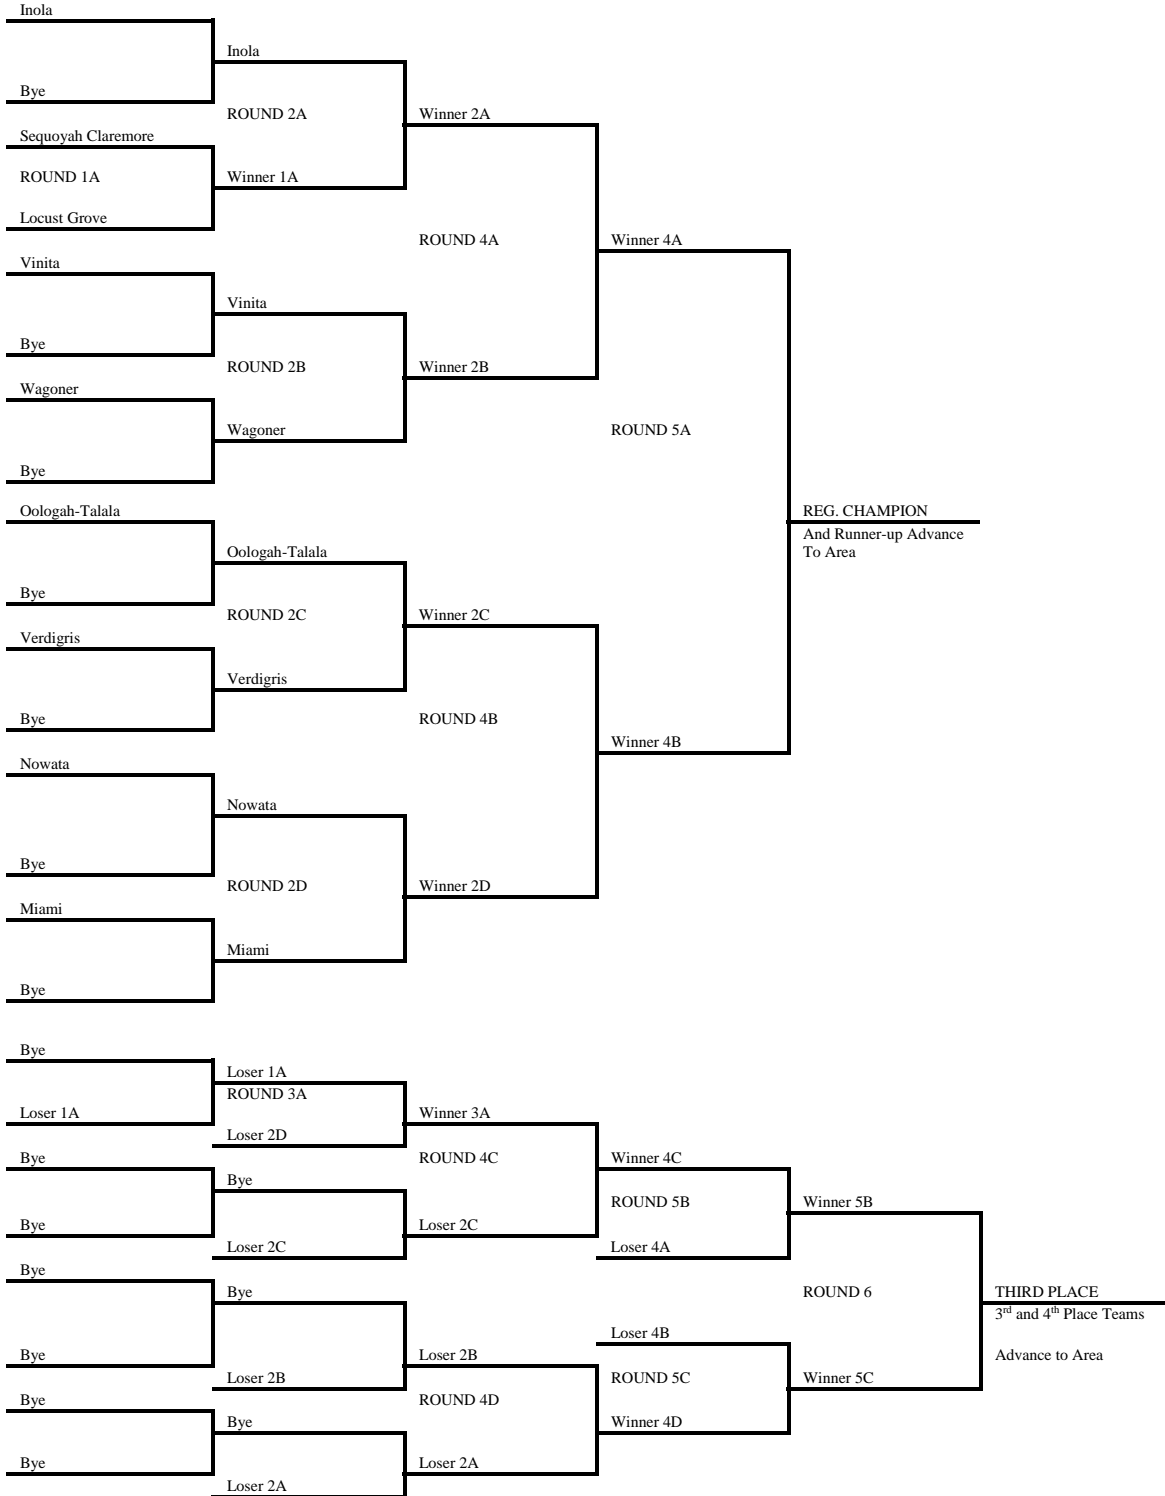 Inola
Inola
Bye
ROUND 2A
Winner 2A
Sequoyah Claremore
ROUND 1A
Winner 1A
Locust Grove
ROUND 4A
Winner 4A
Vinita
Vinita
Bye
ROUND 2B
Winner 2B
Wagoner
Wagoner
ROUND 5A
Bye
Oologah-Talala
REG. CHAMPION
And Runner-up Advance
To Area
Oologah-Talala
Bye
ROUND 2C
Winner 2C
Verdigris
Verdigris
Bye
ROUND 4B
Winner 4B
Nowata
Nowata
Bye
ROUND 2D
Winner 2D
Miami
Miami
Bye
Bye
Loser 1A
ROUND 3A
Loser 1A
Winner 3A
Loser 2D
Bye
ROUND 4C
Winner 4C
Bye
ROUND 5B
Winner 5B
Bye
Loser 2C
Loser 2C
Loser 4A
Bye
Bye
ROUND 6
THIRD PLACE
3rd and 4th Place Teams
Loser 4B
Bye
Loser 2B
Advance to Area
Loser 2B
ROUND 5C
Winner 5C
Bye
ROUND 4D
Bye
Winner 4D
Bye
Loser 2A
Loser 2A